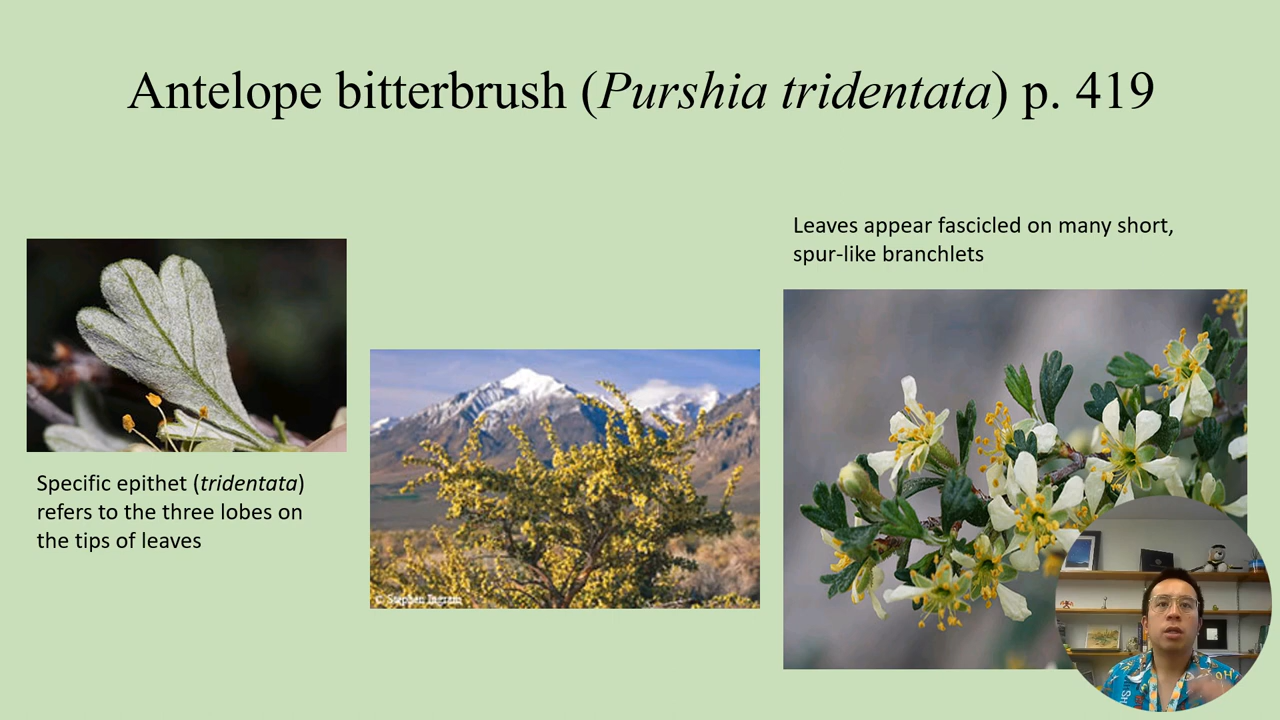 Antelope bitterbrush (Purshia tridentata) p. 419
Leaves appear fascicled on many short,
spur-like branchlets
Specific epithet (tridentata)
refers to the three lobes on
the tips of leaves
© Stephen Ingram